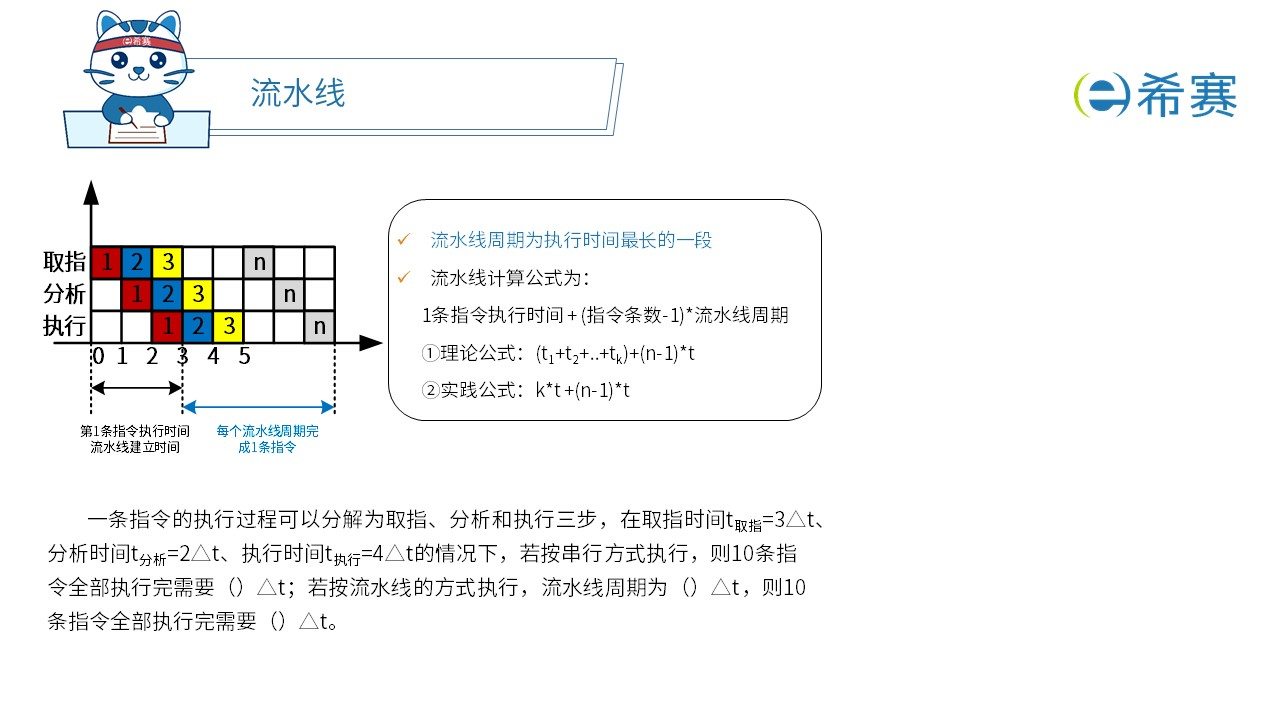 希赛
流水线
希赛
取指 1 2 3 n
分析 1 2 3 n
执行 1 2 3 n
0 1 2 3 4 5
第1条指令执行时间
流水线建立时间
每个流水线周期完
成1条指令
✓ 流水线周期为执行时间最长的一段
✓ 流水线计算公式为：
1条指令执行时间 + (指令条数-1)*流水线周期
①理论公式：(t1+t2+..+tk)+(n-1)*t
②实践公式：k*t +(n-1)*t
一条指令的执行过程可以分解为取指、分析和执行三步，在取指时间t取指=3△t、
分析时间t分析=2△t、执行时间t执行=4△t的情况下，若按串行方式执行，则10条指
令全部执行完需要（）△t；若按流水线的方式执行，流水线周期为（）△t，则10
条指令全部执行完需要（）△t。